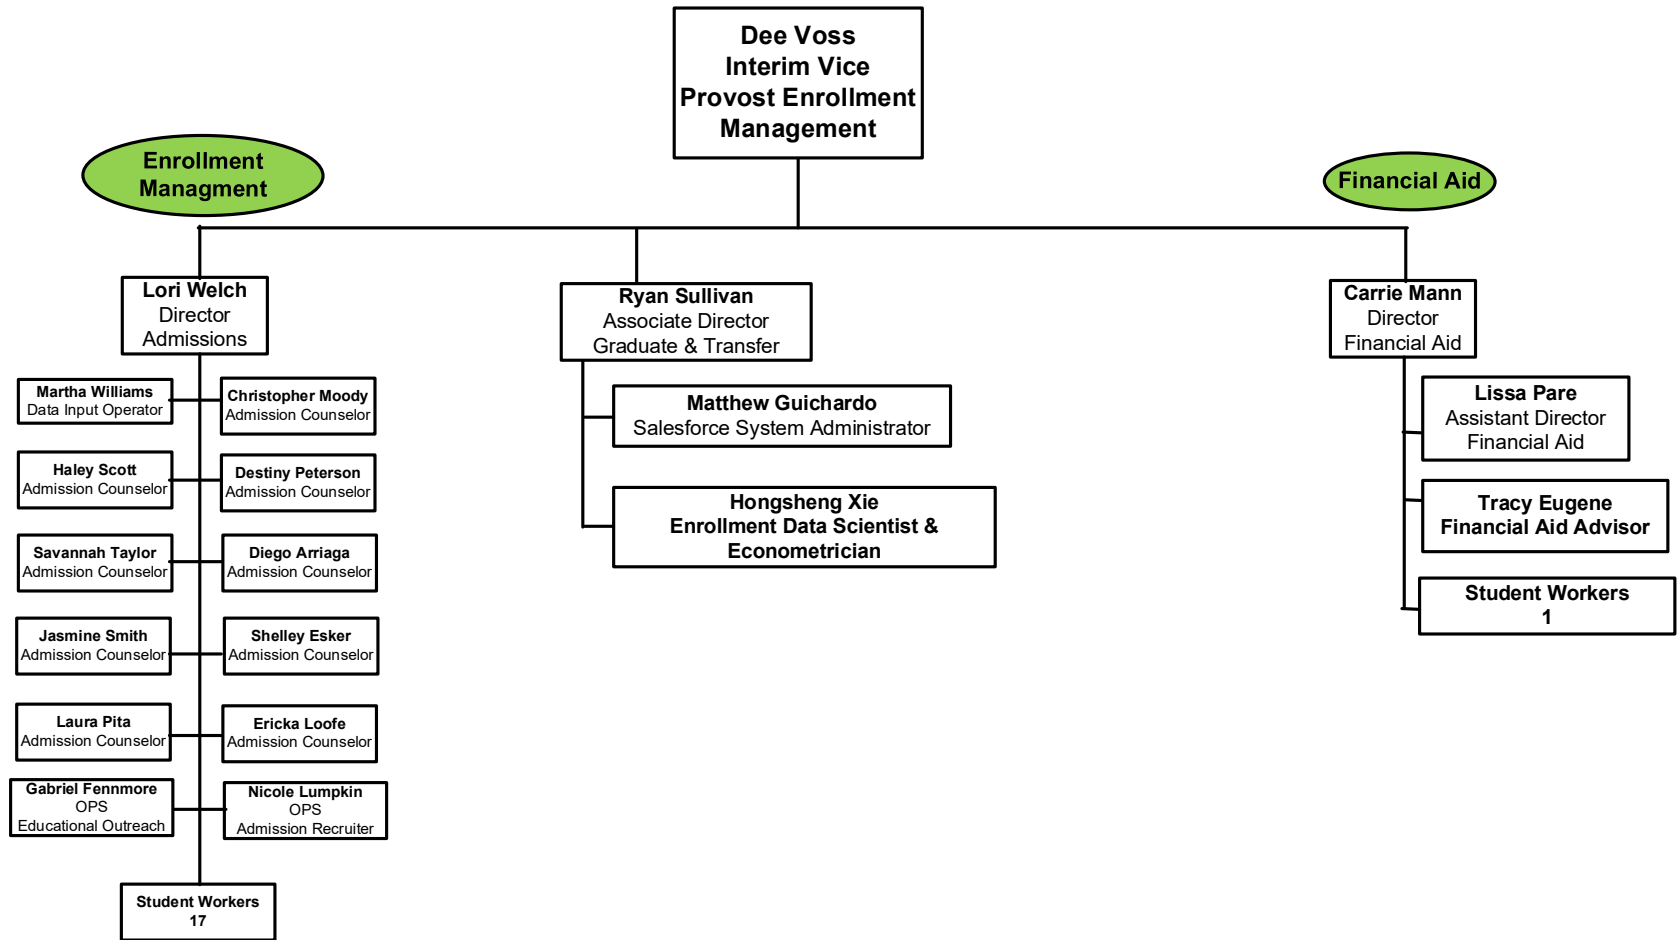 Dee Voss
Interim Vice
Provost Enrollment
Management
Enrollment
Managment
Financial Aid
Lori Welch
Director
Admissions
Ryan Sullivan
Associate Director
Graduate & Transfer
Carrie Mann
Director
Financial Aid
Martha Williams
Data Input Operator
Christopher Moody
Admission Counselor
Haley Scott
Admission Counselor
Destiny Peterson
Admission Counselor
Savannah Taylor
Admission Counselor
Diego Arriaga
Admission Counselor
Jasmine Smith
Admission Counselor
Shelley Esker
Admission Counselor
Laura Pita
Admission Counselor
Ericka Loofe
Admission Counselor
Gabriel Fennmore
OPS
Educational Outreach
Nicole Lumpkin
OPS
Admission Recruiter
Student Workers
17
Matthew Guichardo
Salesforce System Administrator
Hongsheng Xie
Enrollment Data Scientist &
Econometrician
Lissa Pare
Assistant Director
Financial Aid
Tracy Eugene
Financial Aid Advisor
Student Workers
1